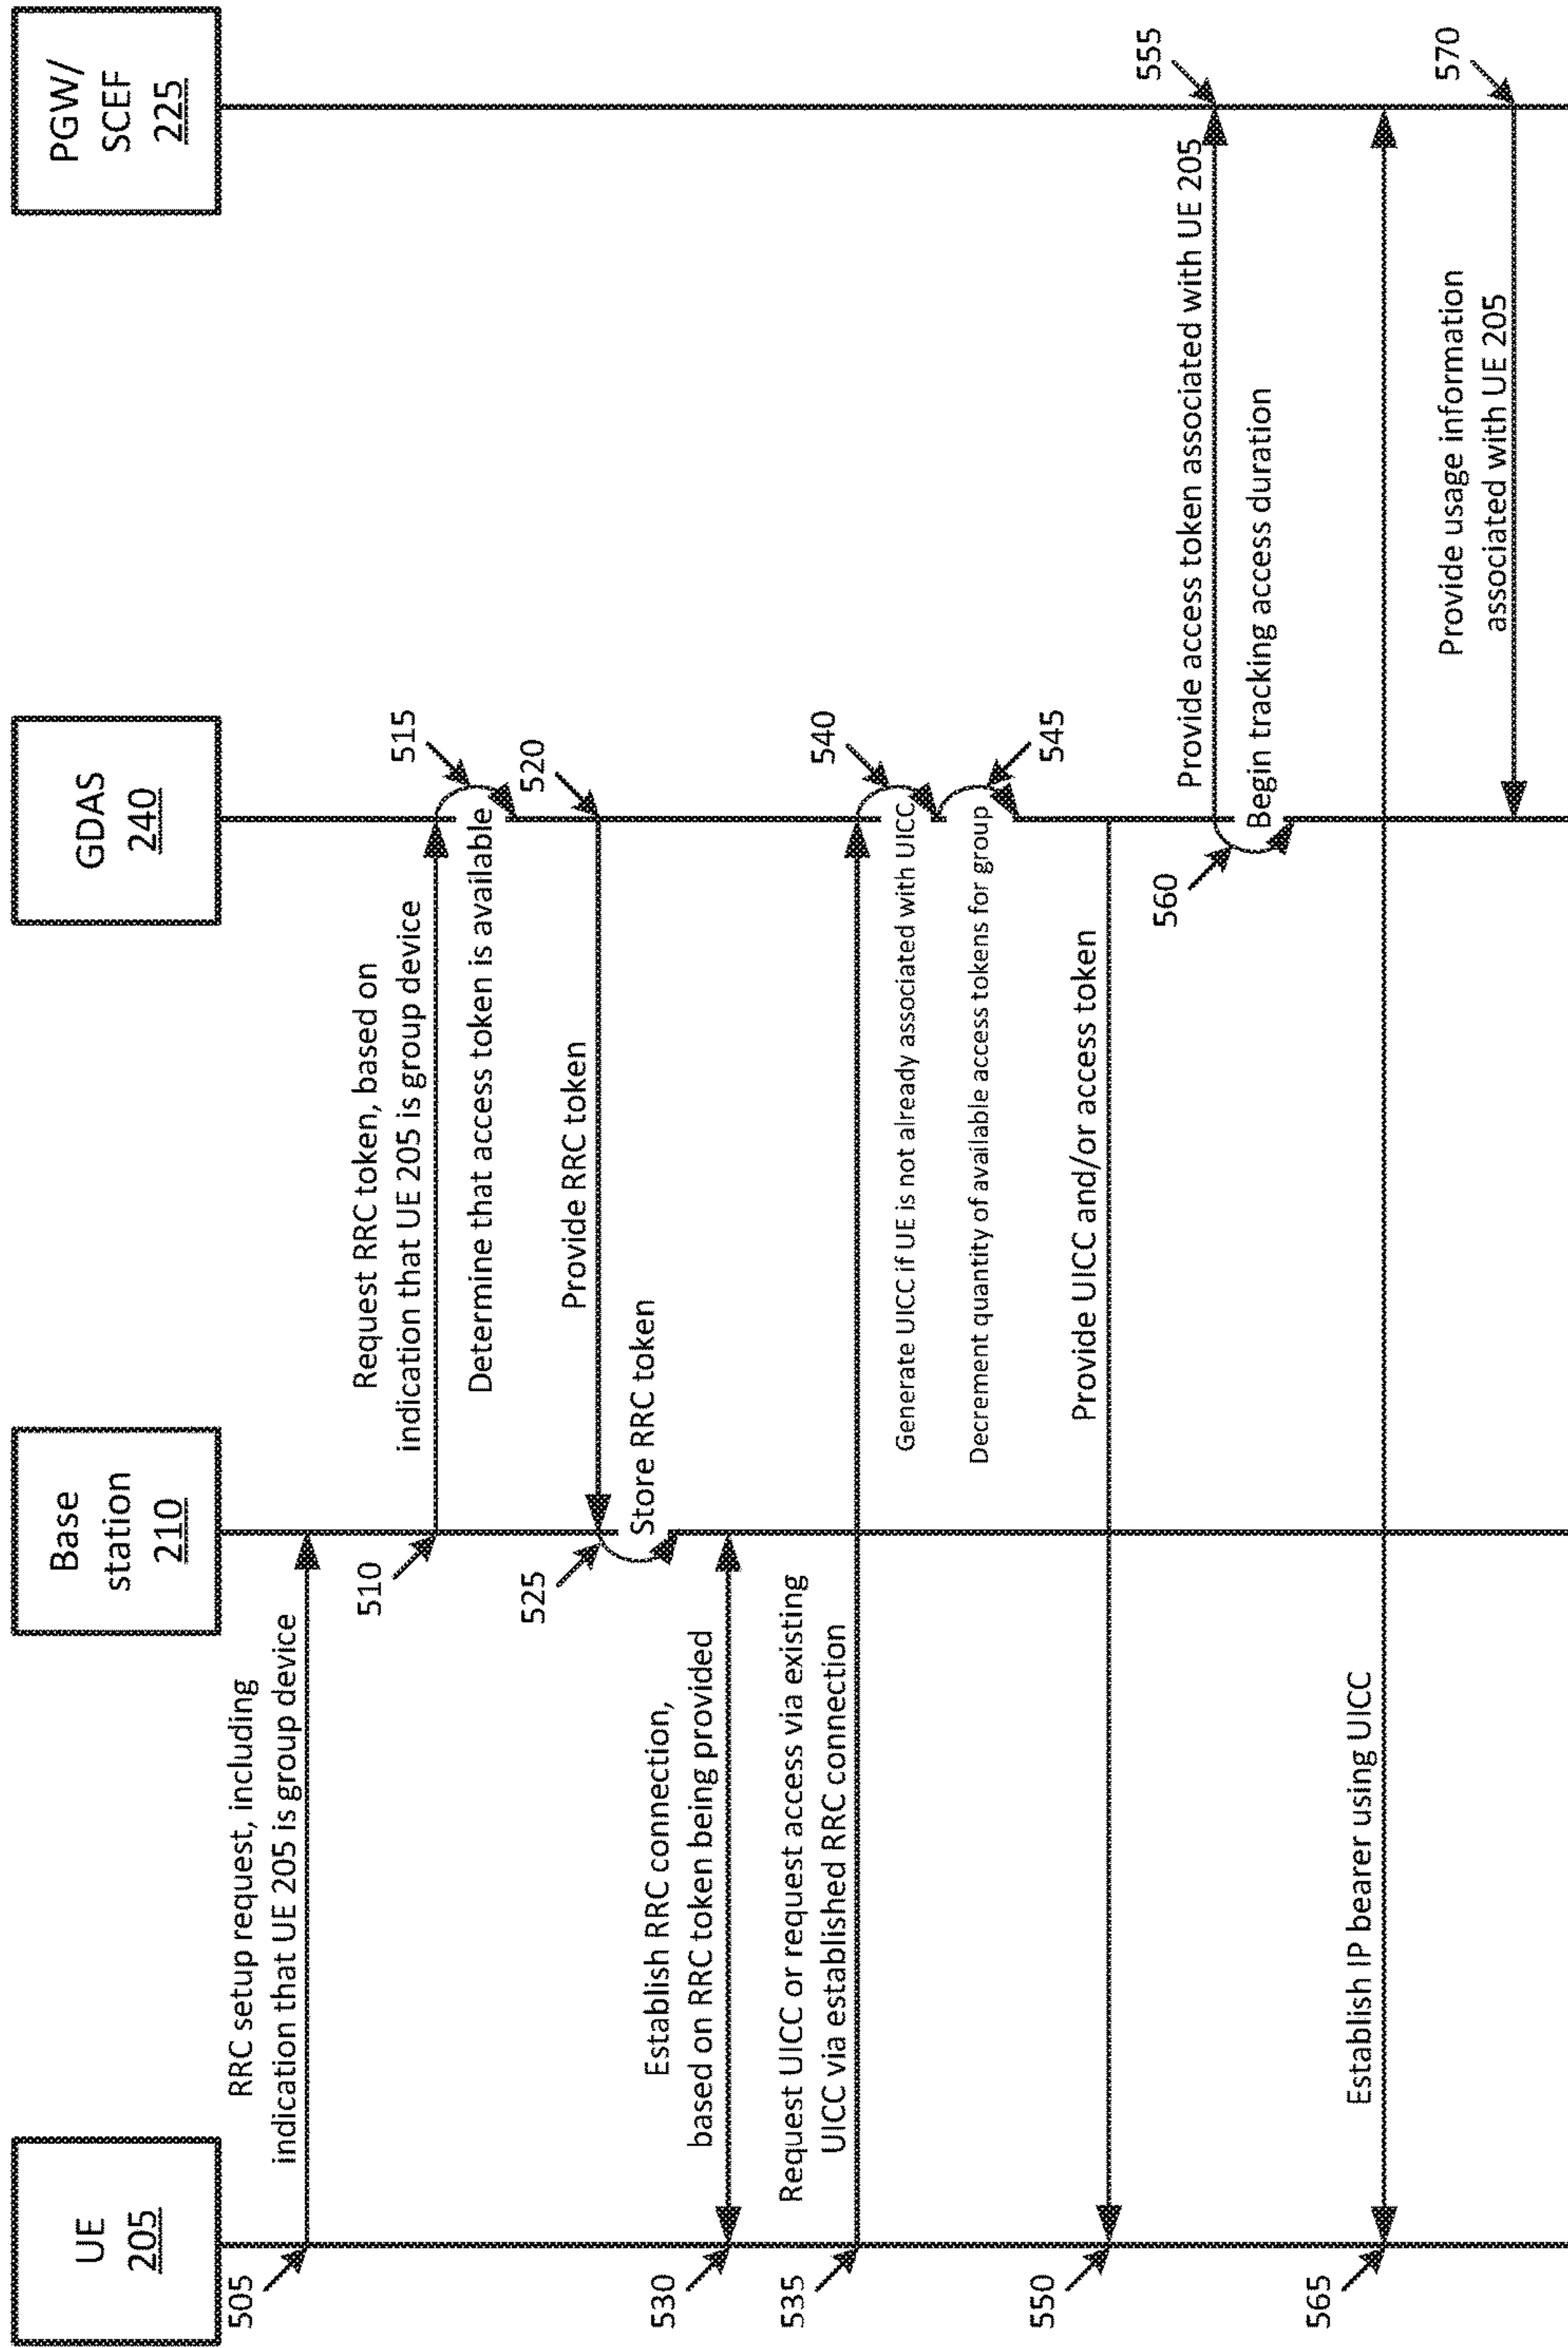 UE
205
Base
station
210
GDAS
240
PGW/
SCEF
225
505
RRC setup request, including
indication that UE 205 is group device
510
Request RRC token, based on
indication that UE 205 is group device
515
Determine that access token is available
520
Provide RRC token
525
Store RRC token
530
Establish RRC connection,
based on RRC token being provided
535
Request UICC or request access via existing
UICC via established RRC connection
540
Generate UICC if UE is not already associated with UICC
545
Decrement quantity of available access tokens for group
550
Provide UICC and/or access token
555
Provide access token associated with UE 205
560
Begin tracking access duration
565
Establish IP bearer using UICC
570
Provide usage information
associated with UE 205